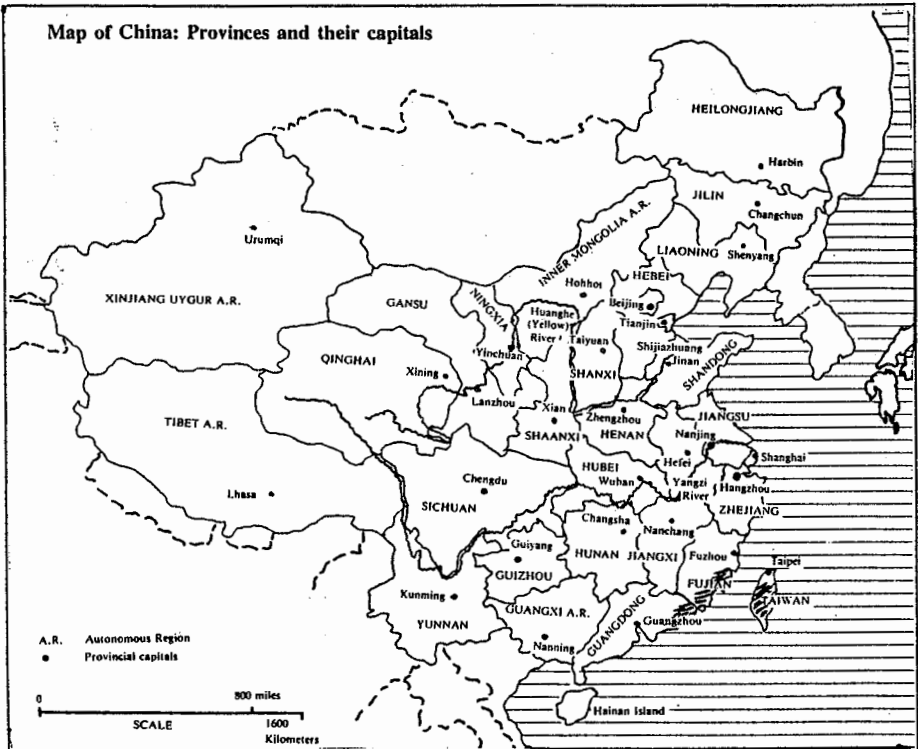 Map of China: Provinces and their capitals
HEILONGJIANG
Harbin
JILIN
Changchun
LIAONING
Shenyang
INNER MONGOLIA A.R.
Hohhot
HEBEI
Beijing
Tianjin
Urumqi
XINJIANG UYGUR A.R.
GANSU
NINGXIA
Huanghe
(Yellow)
River
Yinchuan
Taiyuan
SHANXI
Shijiazhuang
Jinan
SHANDONG
QINGHAI
Xining
Lanzhou
Xian
SHAANXI
Zhengzhou
HENAN
JIANGSU
Nanjing
Hefei
Shanghai
TIBET A.R.
Lhasa
Chengdu
SICHUAN
HUBEI
Wuhan
Yangzi
River
Hangzhou
ZHEJIANG
Changsha
HUNAN
Nanchang
JIANGXI
Fuzhou
FUJIAN
Taipei
TAIWAN
Guiyang
GUIZHOU
Kunming
YUNNAN
GUANGXI A.R.
Nanning
GUANGDONG
Guangzhou
Hainan Island
A.R. Autonomous Region
Provincial capitals
0 800 miles
SCALE 1600
Kilometers